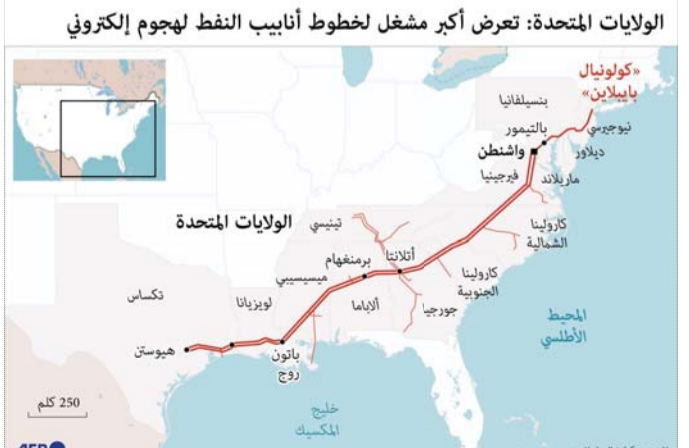 الولايات المتحدة: تعرض أكبر مشغل لخطوط أنابيب النفط لهجوم إلكتروني
«كولونيال
بايبلاين»
بنسيلفانيا
نيوجيرسي
بالتيمور
ديلاور
واشنطن
ماريلاند
فيرجينيا
الولايات المتحدة
تينيسي
كارولينا
الشمالية
أتلانتا
برمنغهام
كارولينا
الجنوبية
ميسيسيبي
تكساس
لويزيانا
ألاباما
جورجيا
المحيط
الأطلسي
هيوستن
باتون
روج
250 كلم
خليج
المكسيك
AFP